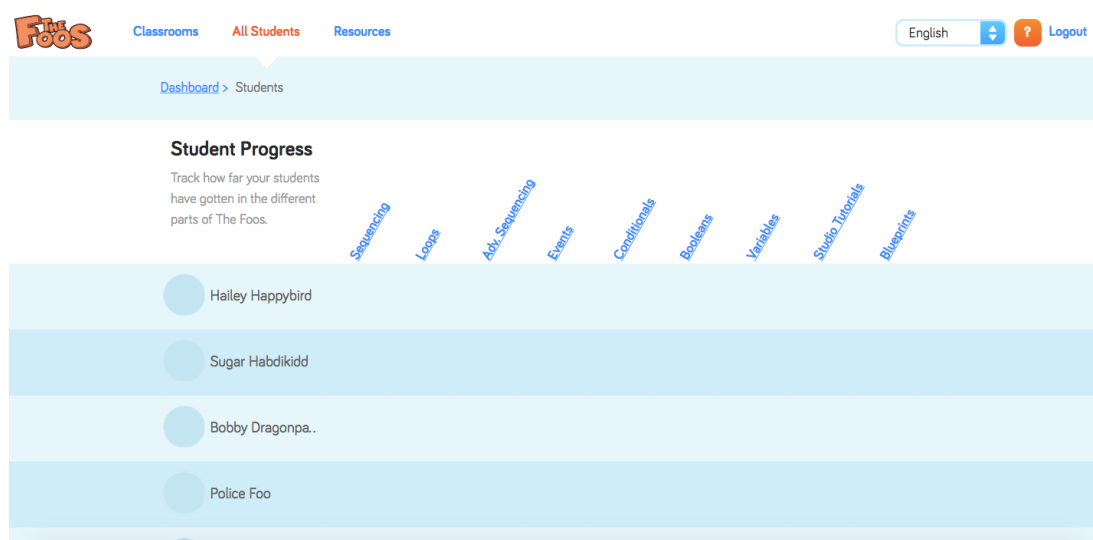 THE FOOS
Classrooms All Students Resources English ? Logout
Dashboard > Students
Student Progress
Track how far your students
have gotten in the different
parts of The Foos.
Sequencing Loops Adv. Sequencing Events Conditionals Booleans Variables Studio Tutorials Blueprints
Hailey Happybird
Sugar Habdikidd
Bobby Dragonpa..
Police Foo